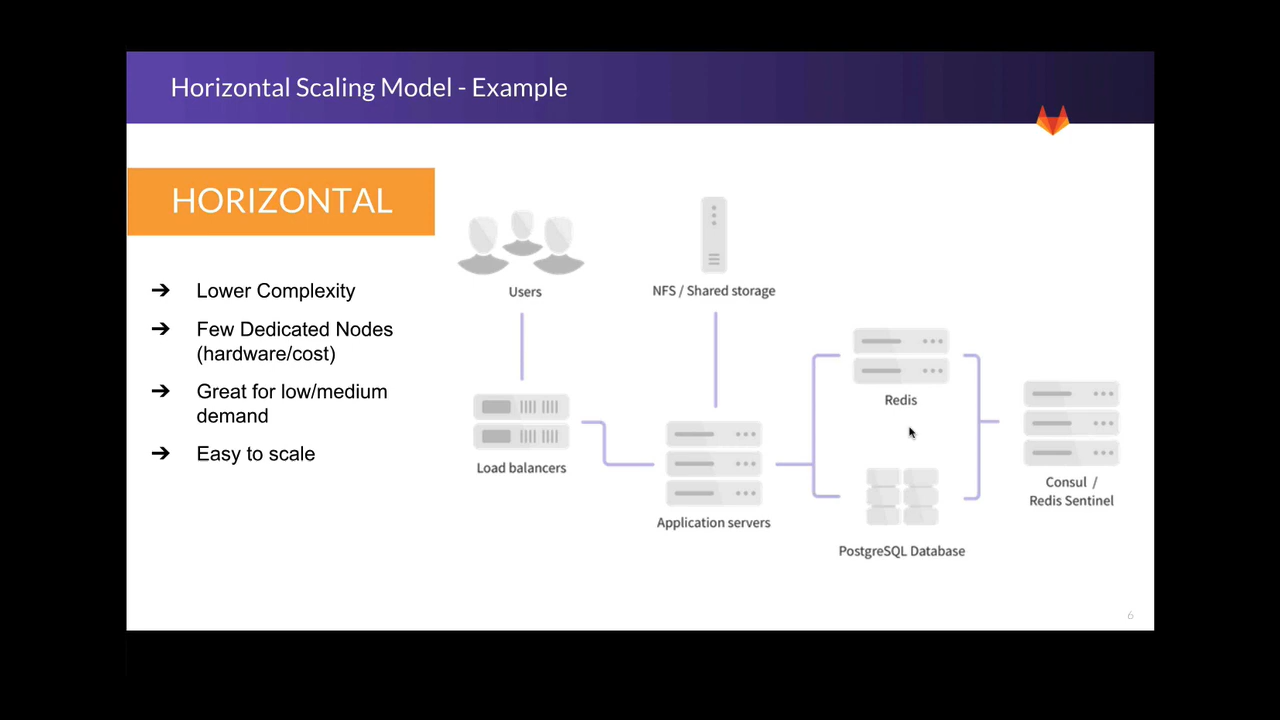 Horizontal Scaling Model - Example
HORIZONTAL
➔ Lower Complexity
➔ Few Dedicated Nodes
(hardware/cost)
➔ Great for low/medium
demand
➔ Easy to scale
Users
NFS / Shared storage
Load balancers
Application servers
Redis
PostgreSQL Database
Consul /
Redis Sentinel
6